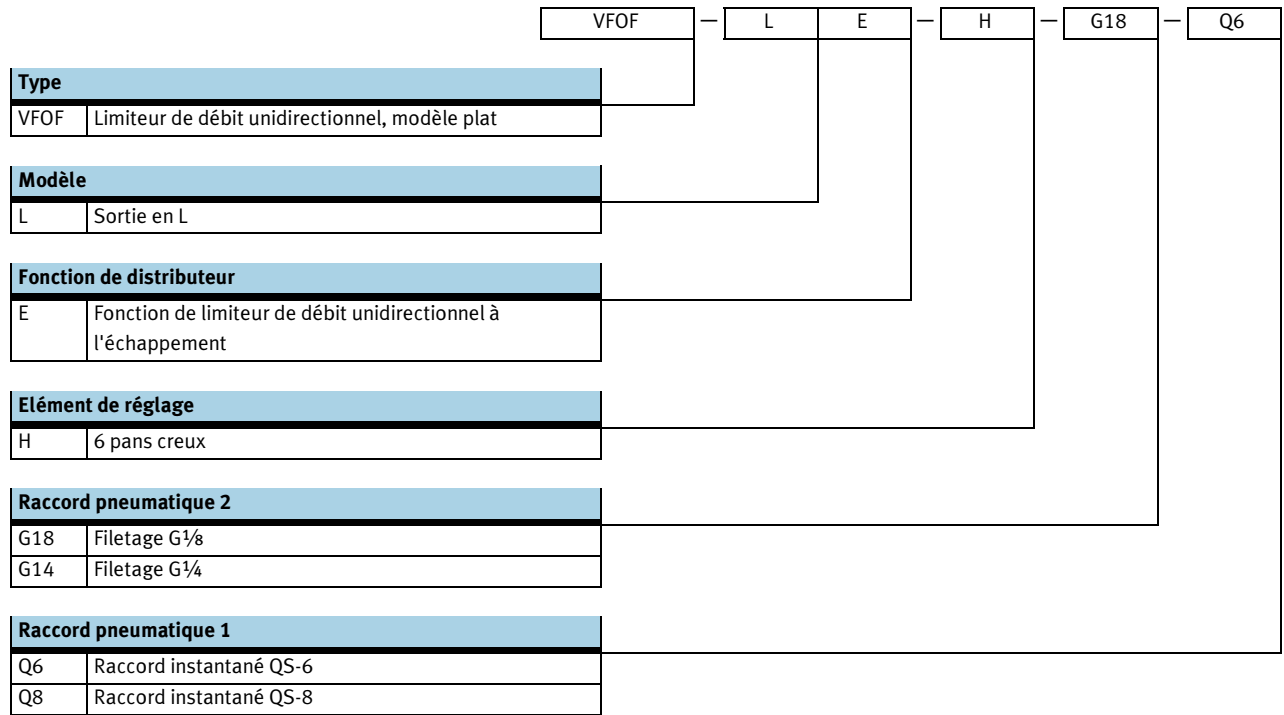 VFOF — L E — H — G18 — Q6
Type
VFOF Limiteur de débit unidirectionnel, modèle plat
Modèle
L Sortie en L
Fonction de distributeur
E Fonction de limiteur de débit unidirectionnel à
l'échappement
Elément de réglage
H 6 pans creux
Raccord pneumatique 2
G18 Filetage G⅛
G14 Filetage G¼
Raccord pneumatique 1
Q6 Raccord instantané QS-6
Q8 Raccord instantané QS-8